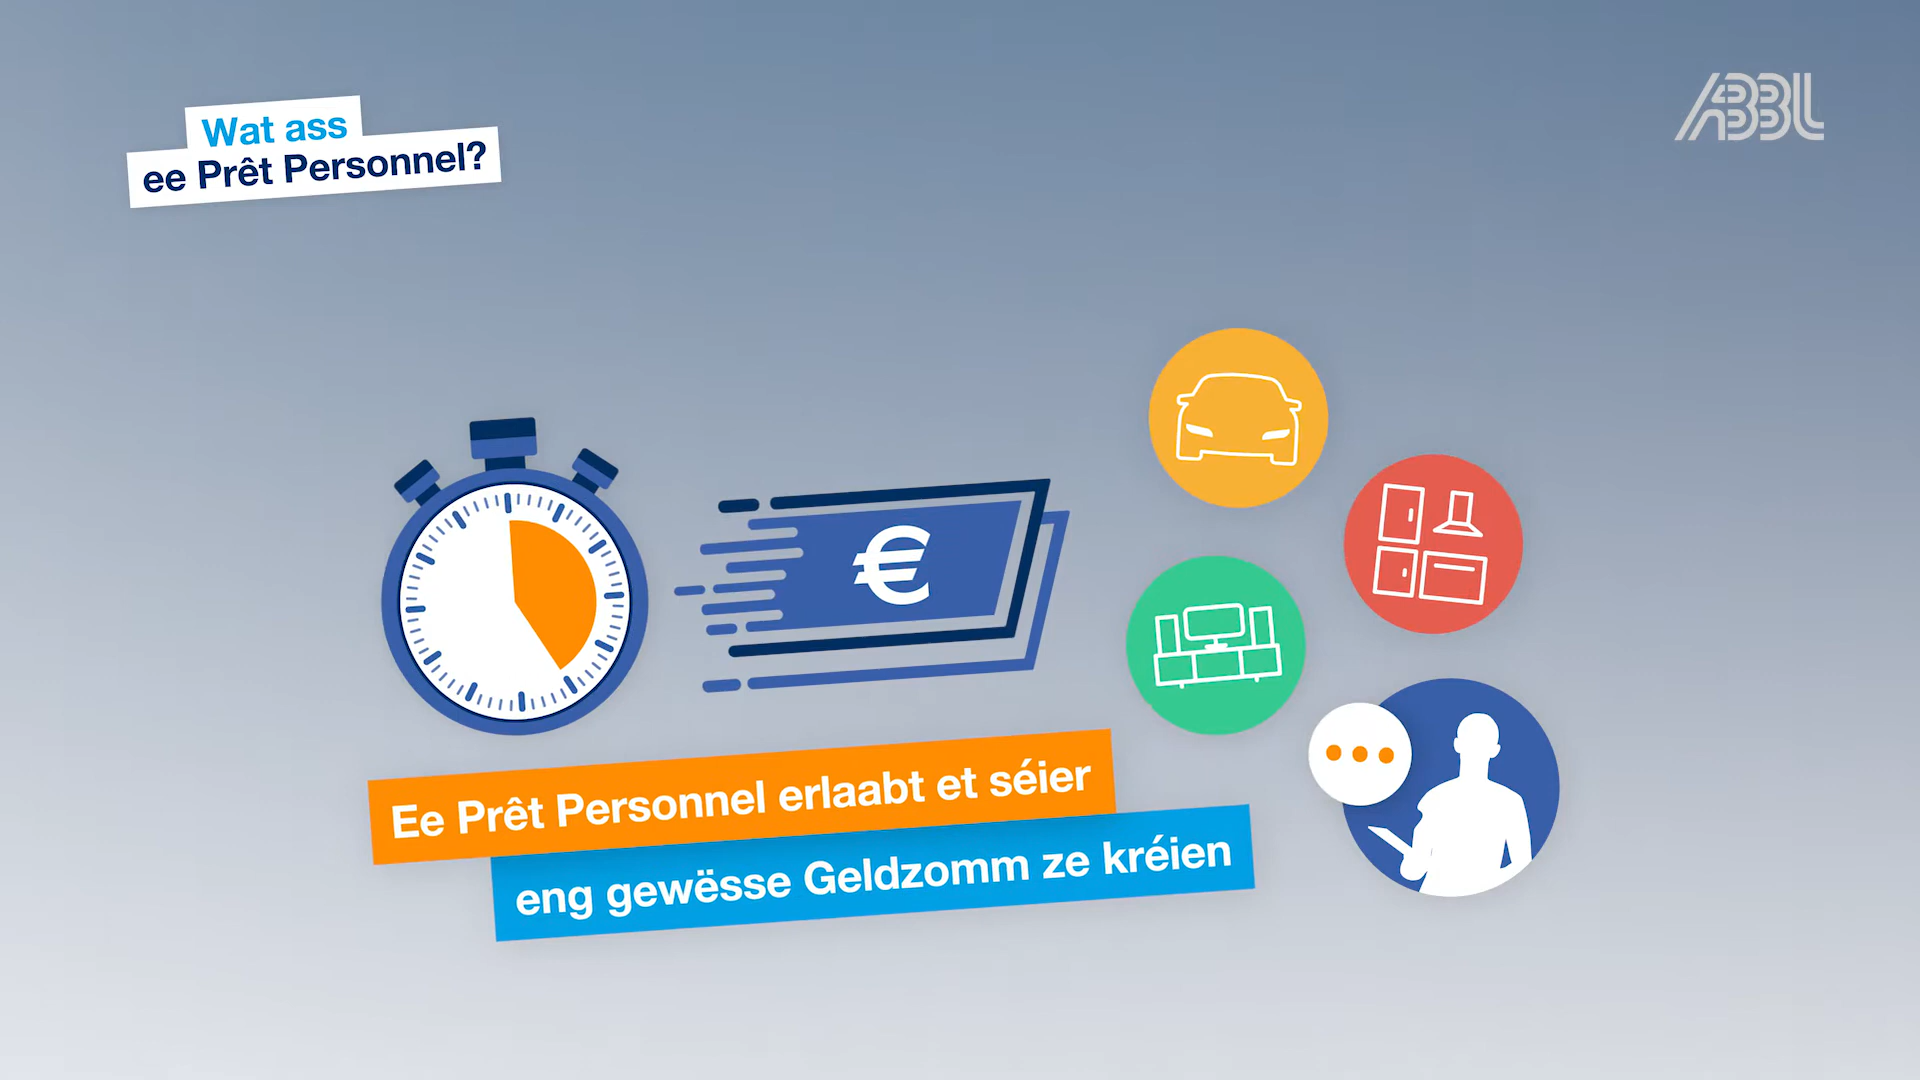 Wat ass
ee Prêt Personnel?
ABBL
€
Ee Prêt Personnel erlaabt et séier
eng gewësse Geldzomm ze kréien